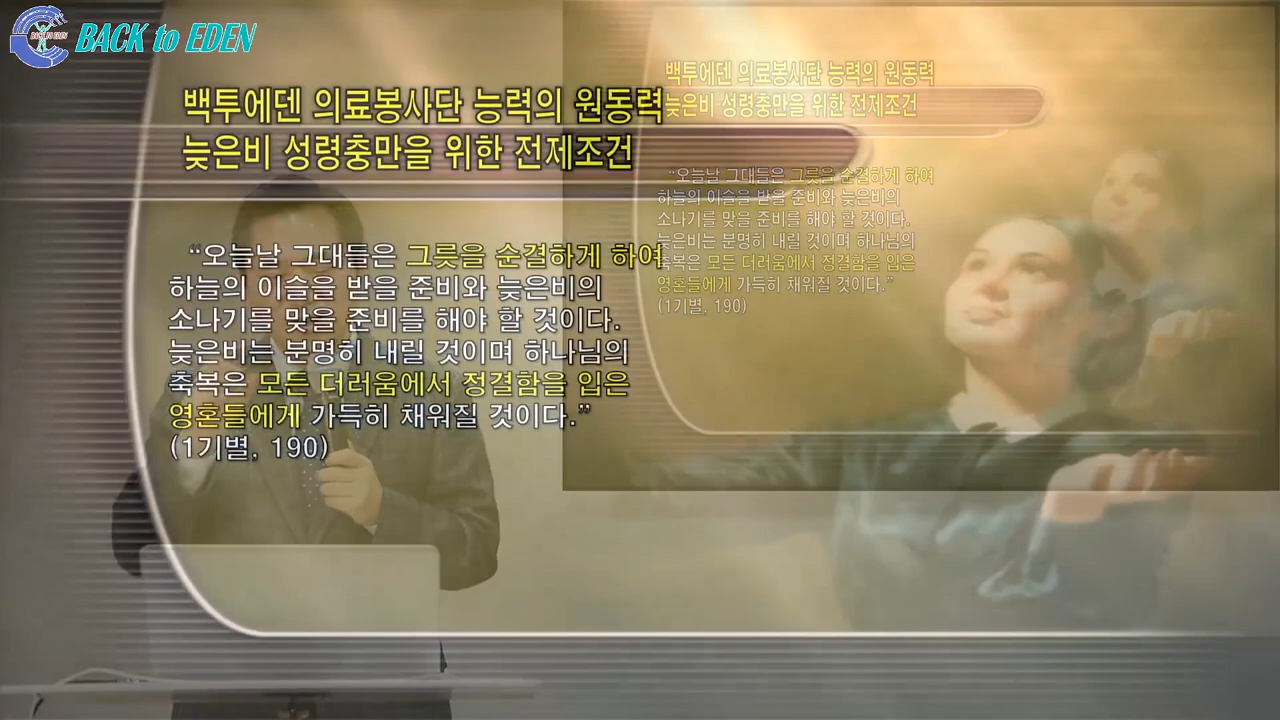 BACK to EDEN
BACK TO EDEN
백투에덴 의료봉사단 능력의 원동력
늦은비 성령충만을 위한 전제조건
“오늘날 그대들은 그릇을 순결하게 하여
하늘의 이슬을 받을 준비와 늦은비의
소나기를 맞을 준비를 해야 할 것이다.
늦은비는 분명히 내릴 것이며 하나님의
축복은 모든 더러움에서 정결함을 입은
영혼들에게 가득히 채워질 것이다.”
(1기별. 190)
백투에덴 의료봉사단 능력의 원동력
늦은비 성령충만을 위한 전제조건
“오늘날 그대들은 그릇을 순결하게 하여
하늘의 이슬을 받을 준비와 늦은비의
소나기를 맞을 준비를 해야 할 것이다.
늦은비는 분명히 내릴 것이며 하나님의
축복은 모든 더러움에서 정결함을 입은
영혼들에게 가득히 채워질 것이다.”
(1기별. 190)